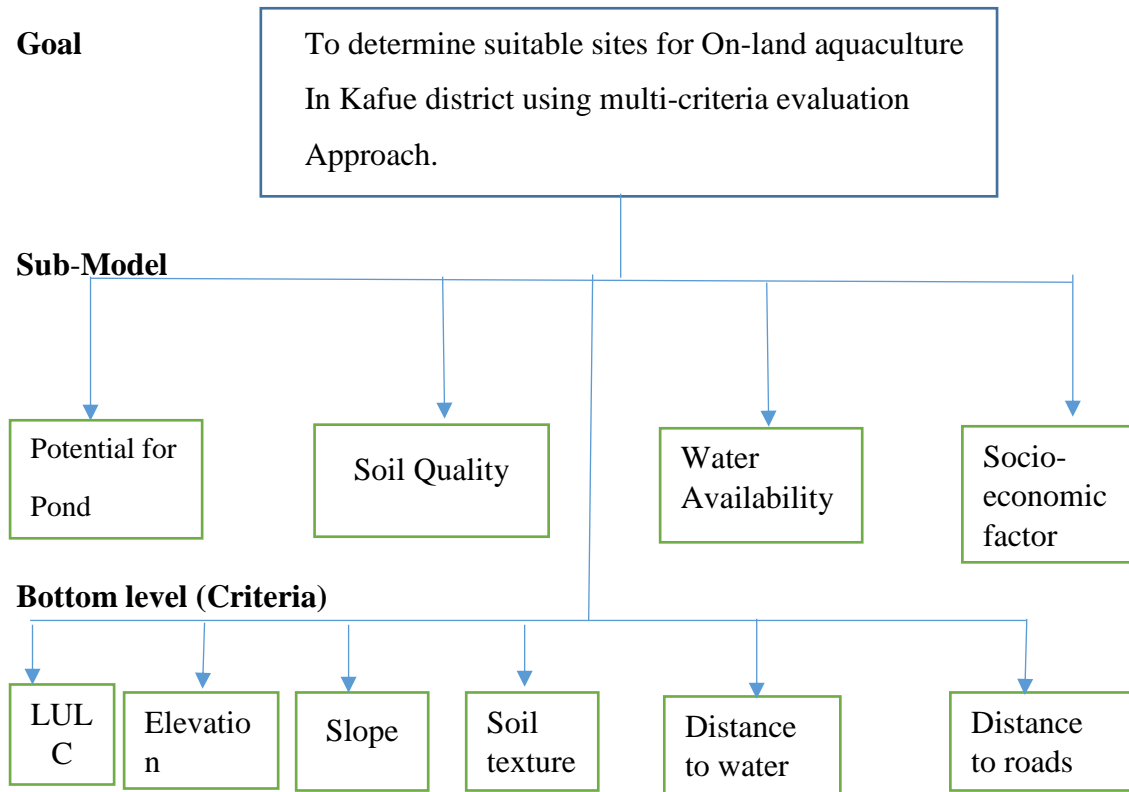 Goal
To determine suitable sites for On-land aquaculture
In Kafue district using multi-criteria evaluation
Approach.
Sub-Model
Potential for
Pond
Soil Quality
Water
Availability
Socio-
economic
factor
Bottom level (Criteria)
LUL
C
Elevatio
n
Slope
Soil
texture
Distance
to water
Distance
to roads